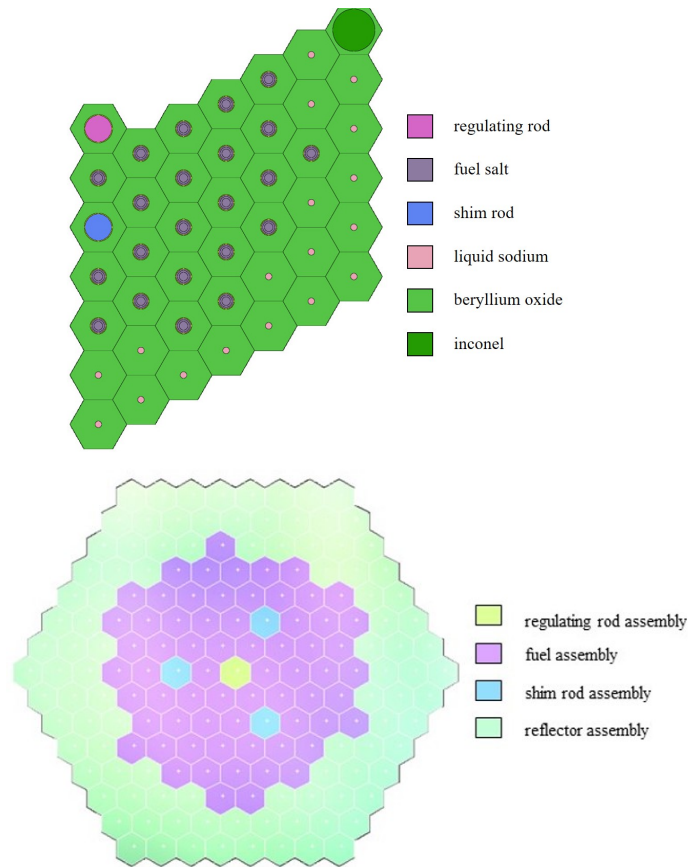 regulating rod
fuel salt
shim rod
liquid sodium
beryllium oxide
inconel
regulating rod assembly
fuel assembly
shim rod assembly
reflector assembly